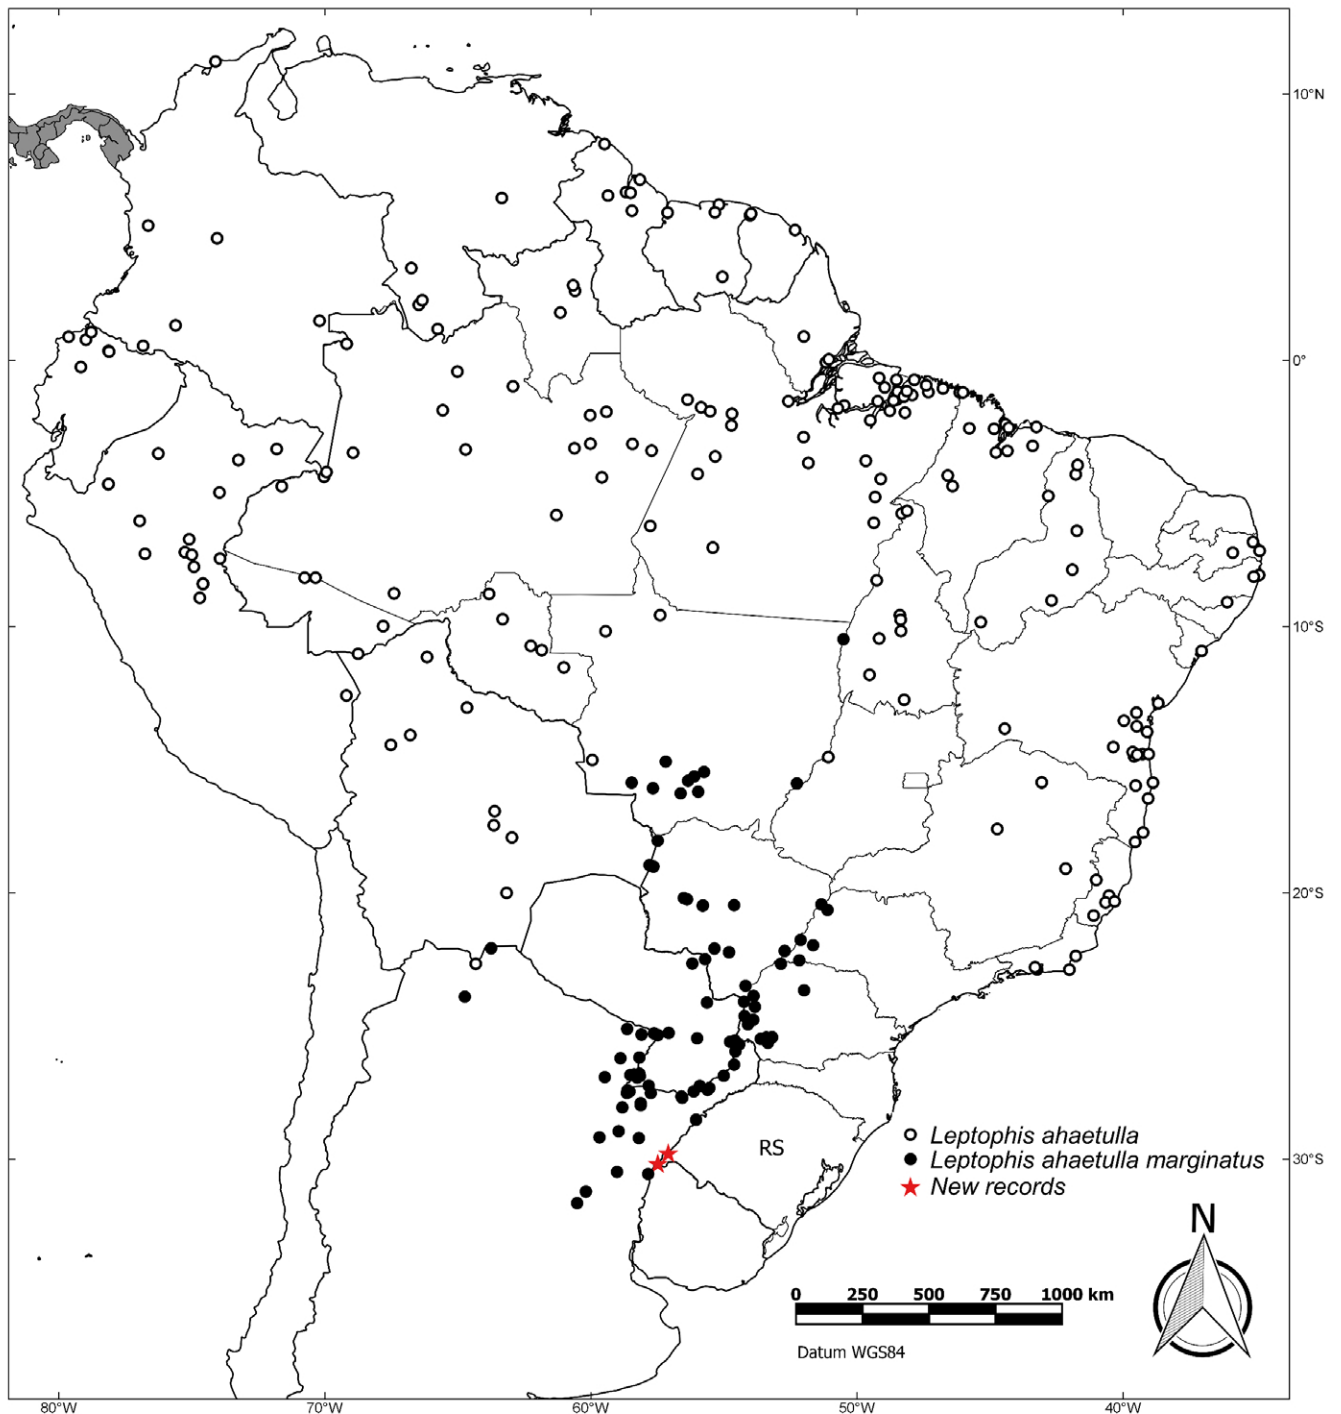 10°N
0°
10°S
20°S
RS
Leptophis ahaetulla
Leptophis ahaetulla marginatus
30°S
New records
N
0 250 500 750 1000 km
Datum WGS84
80°W 70°W 60°W 50°W 40°W